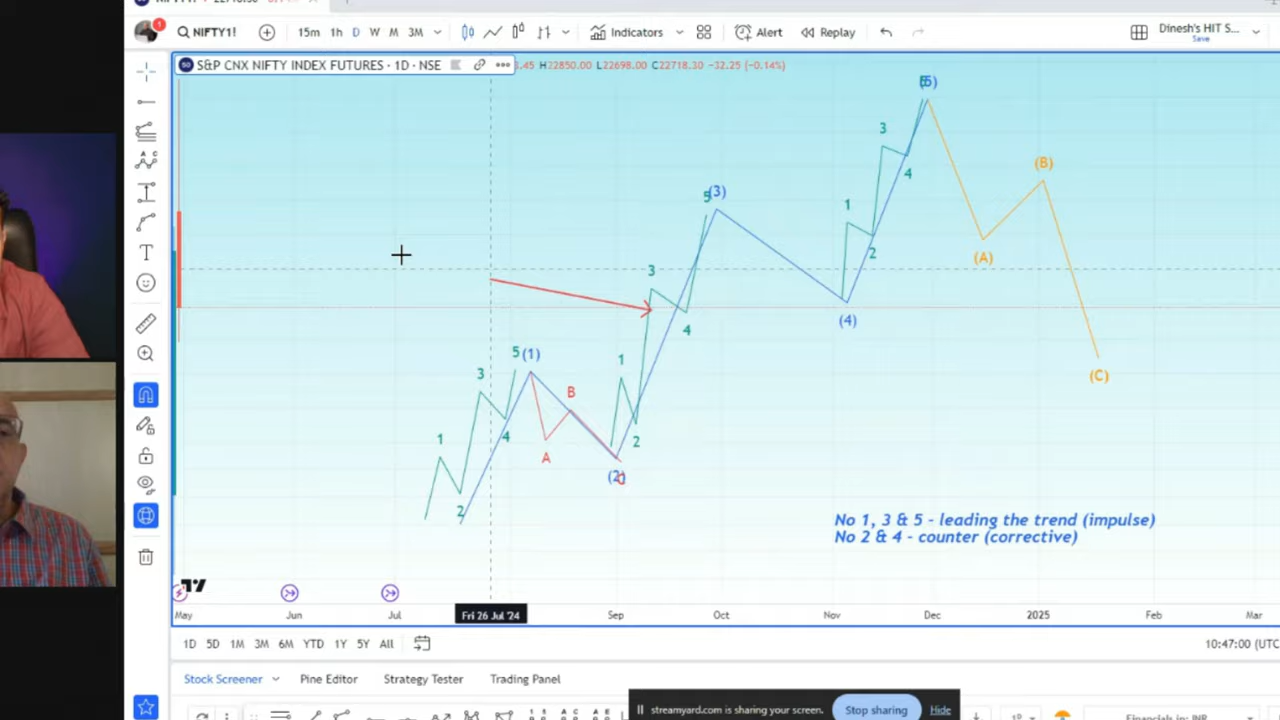 NIFTY1!
15m 1h D W M 3M Indicators Alert Replay Dinesh's HIT S...
Save
S&P CNX NIFTY INDEX FUTURES · 1D · NSE .45 H22850.00 L22698.00 C22718.30 −32.25 (−0.14%)
(5)
3
4
(B)
5 (3)
1
2
(A)
3
4
(4)
5 (1)
1
(C)
3
B
1
4
A
2
(2)
C
2
No 1, 3 & 5 - leading the trend (impulse)
No 2 & 4 - counter (corrective)
May Jun Jul Fri 26 Jul '24 Sep Oct Nov Dec 2025 Feb Mar
1D 5D 1M 3M 6M YTD 1Y 5Y All 10:47:00 (UTC
Stock Screener Pine Editor Strategy Tester Trading Panel
streamyard.com is sharing your screen. Stop sharing Hide